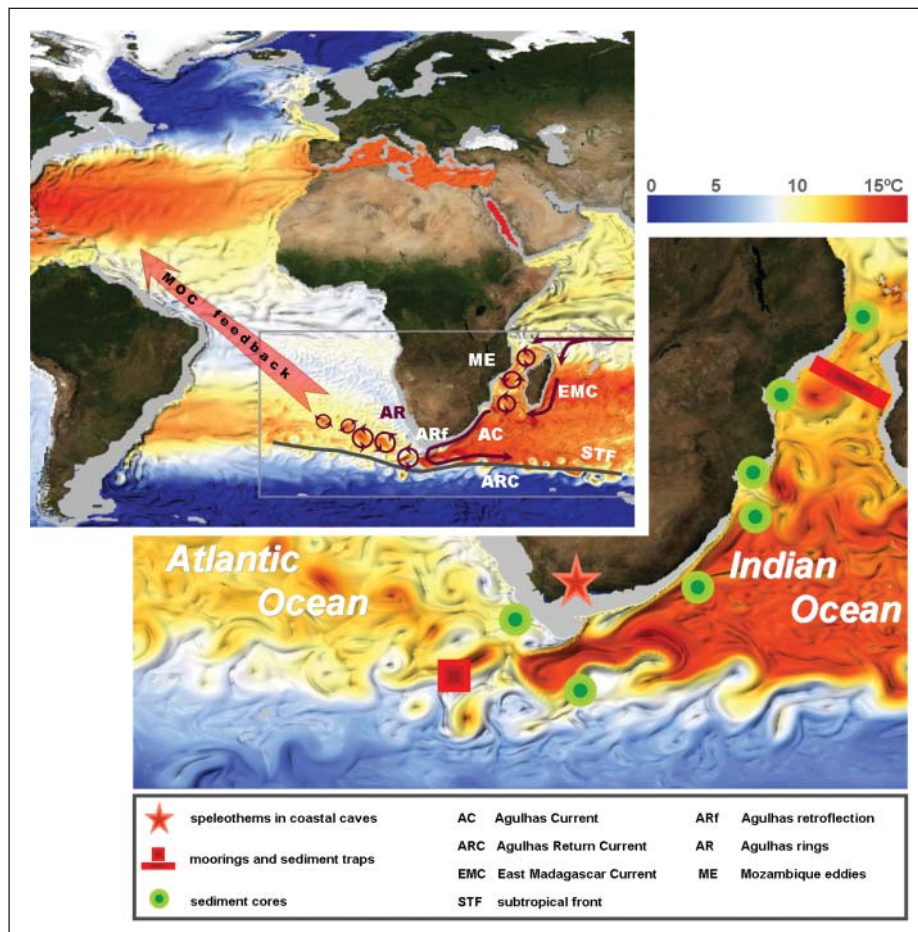 0 5 10 15ºC
MOC feedback
ME
EMC
AR
ARf
AC
STF
ARC
Atlantic
Ocean
Indian
Ocean
speleothems in coastal caves
moorings and sediment traps
sediment cores
AC Agulhas Current
ARC Agulhas Return Current
EMC East Madagascar Current
STF subtropical front
ARf Agulhas retroflection
AR Agulhas rings
ME Mozambique eddies